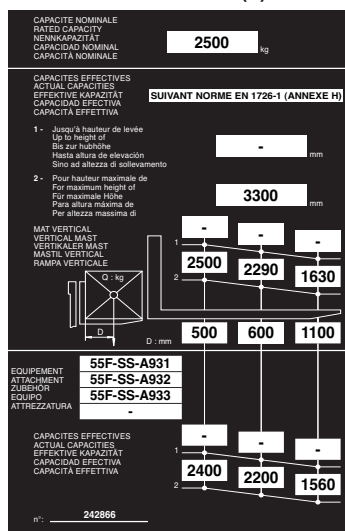 CAPACITE NOMINALE
RATED CAPACITY
NENNKAPAZITÄT
CAPACIDAD NOMINAL
CAPACITÀ NOMINALE
2500 kg
CAPACITES EFFECTIVES
ACTUAL CAPACITIES
EFFEKTIVE KAPAZITÄT
CAPACIDAD EFECTIVA
CAPACITÀ EFFETTIVA
SUIVANT NORME EN 1726-1 (ANNEXE H)
1 - Jusqu'à hauteur de levée
Up to height of
Bis zur hubhöhe
Hasta altura de elevación
Sino ad altezza di sollevamento
- mm
2 - Pour hauteur maximale de
For maximum height of
Für maximale Höhe
Para altura máxima de
Per altezza massima di
3300 mm
MAT VERTICAL
VERTICAL MAST
VERTIKALER MAST
MASTIL VERTICAL
RAMPA VERTICALE
1 - - -
2 2500 2290 1630
Q : kg
D
D : mm 500 600 1100
EQUIPEMENT
ATTACHMENT
ZUBEHÖR
EQUIPO
ATTREZZATURA
55F-SS-A931
55F-SS-A932
55F-SS-A933
-
CAPACITES EFFECTIVES
ACTUAL CAPACITIES
EFFEKTIVE KAPAZITÄT
CAPACIDAD EFECTIVA
CAPACITÀ EFFETTIVA
1 - - -
2 2400 2200 1560
n°: 242866